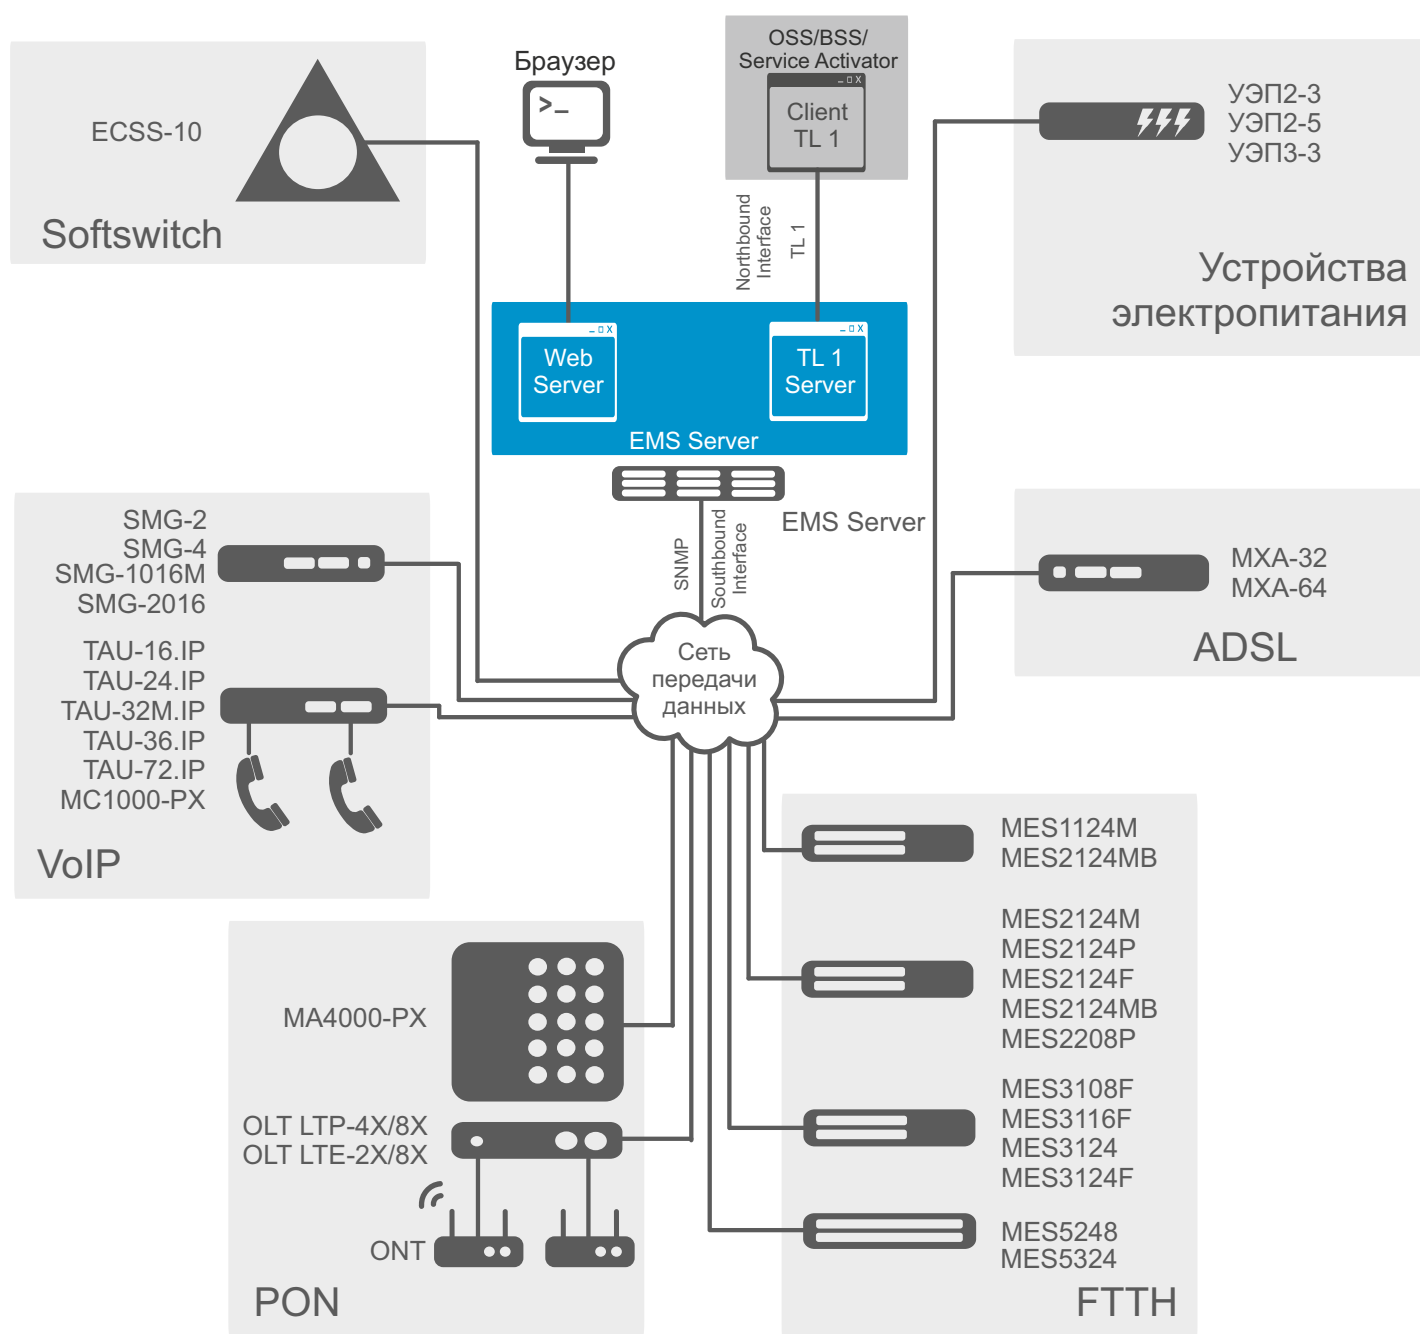 ECSS-10
Softswitch
Браузер
>_
OSS/BSS/
Service Activator
Client
TL 1
Northbound
Interface
TL 1
УЭП2-3
УЭП2-5
УЭП3-3
Устройства
электропитания
Web
Server
TL 1
Server
EMS Server
EMS Server
SNMP
Southbound
Interface
SMG-2
SMG-4
SMG-1016M
SMG-2016
TAU-16.IP
TAU-24.IP
TAU-32M.IP
TAU-36.IP
TAU-72.IP
MC1000-PX
VoIP
Сеть
передачи
данных
MXA-32
MXA-64
ADSL
MA4000-PX
OLT LTP-4X/8X
OLT LTE-2X/8X
ONT
PON
MES1124M
MES2124MB
MES2124M
MES2124P
MES2124F
MES2124MB
MES2208P
MES3108F
MES3116F
MES3124
MES3124F
MES5248
MES5324
FTTH